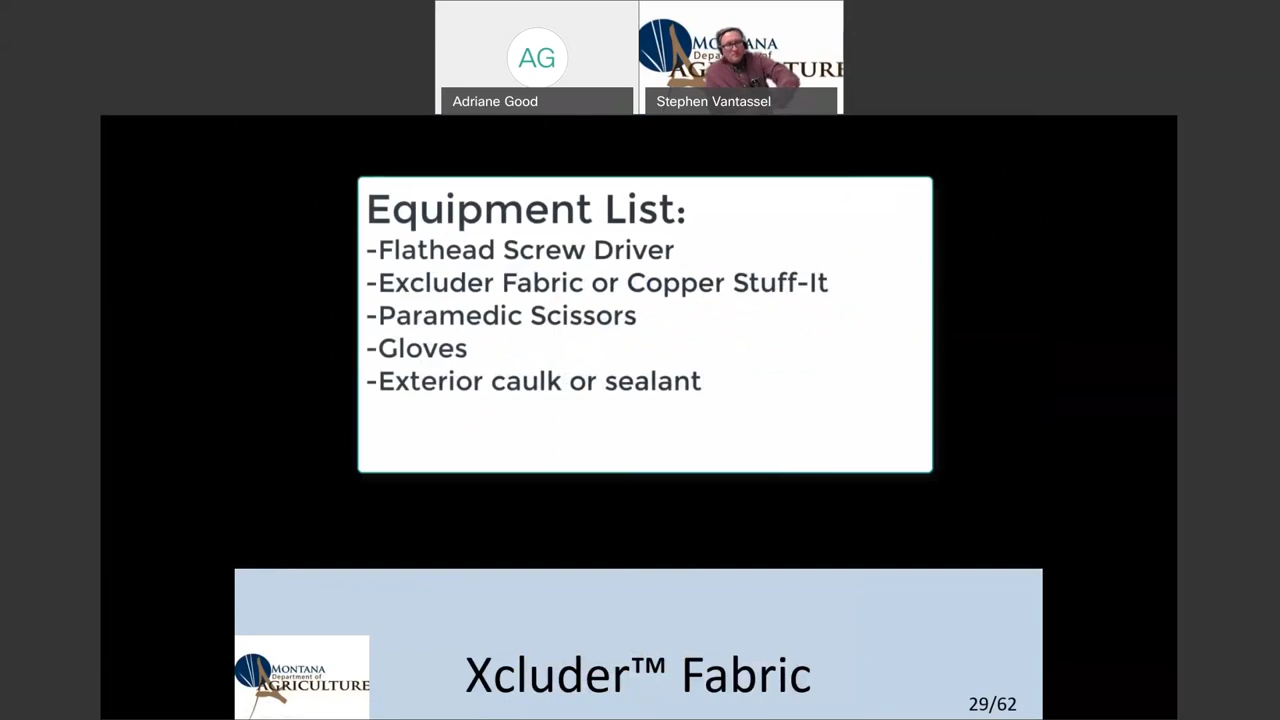 AG
Adriane Good
MONTANA
Department of
AGRICULTURE
Stephen Vantassel
Equipment List:
-Flathead Screw Driver
-Excluder Fabric or Copper Stuff-It
-Paramedic Scissors
-Gloves
-Exterior caulk or sealant
MONTANA
Department of
AGRICULTURE
Xcluder™ Fabric
29/62